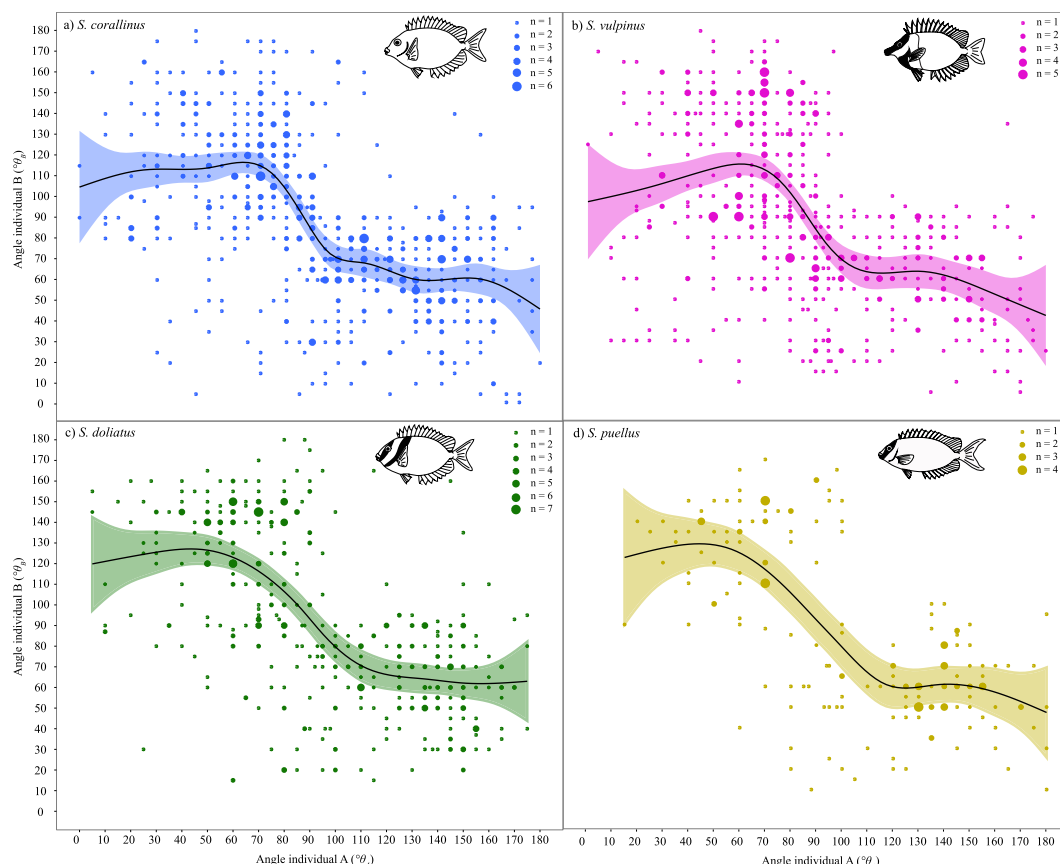 a) S. corallinus
n = 1
n = 2
n = 3
n = 4
n = 5
n = 6
180
170
160
150
140
130
120
110
100
90
80
70
60
50
40
30
20
10
0
Angle individual B (°θB)
b) S. vulpinus
n = 1
n = 2
n = 3
n = 4
n = 5
c) S. doliatus
n = 1
n = 2
n = 3
n = 4
n = 5
n = 6
n = 7
180
170
160
150
140
130
120
110
100
90
80
70
60
50
40
30
20
10
0
Angle individual B (°θB)
0 10 20 30 40 50 60 70 80 90 100 110 120 130 140 150 160 170 180
Angle individual A (°θ
d) S. puellus
n = 1
n = 2
n = 3
n = 4
0 10 20 30 40 50 60 70 80 90 100 110 120 130 140 150 160 170 180
Angle individual A (°θ